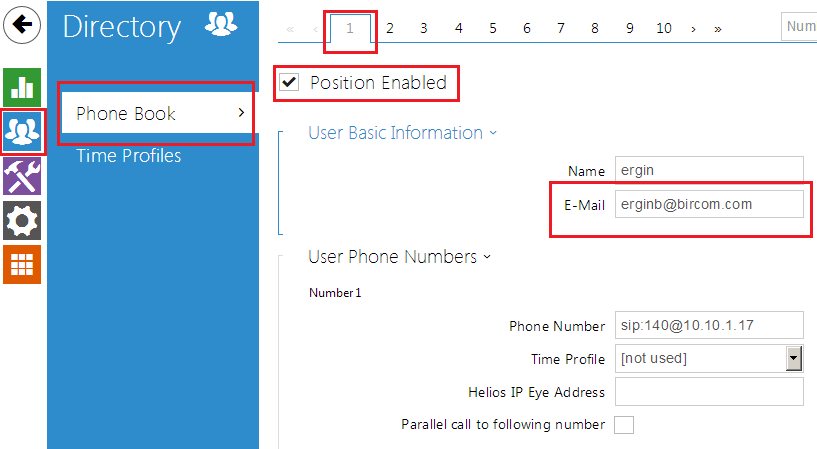 Directory
« ‹ 1 2 3 4 5 6 7 8 9 10 › »
Num
Position Enabled
Phone Book ›
Time Profiles
User Basic Information
Name ergin
E-Mail erginb@bircom.com
User Phone Numbers
Number1
Phone Number sip:140@10.10.1.17
Time Profile [not used]
Helios IP Eye Address
Parallel call to following number